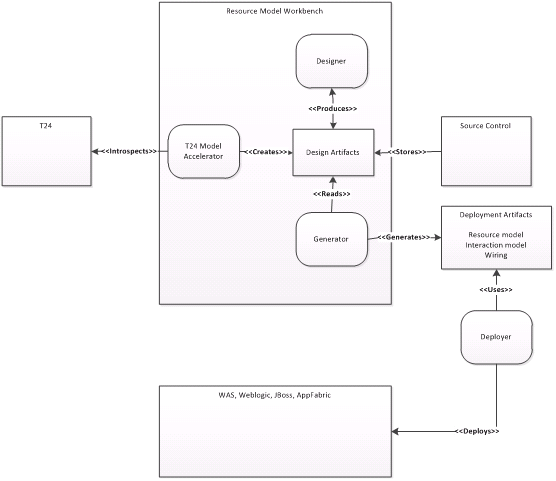 Resource Model Workbench
Designer
<<Produces>>
T24
<<Introspects>>
T24 Model
Accelerator
<<Creates>>
Design Artifacts
<<Stores>>
Source Control
<<Reads>>
Generator
<<Generates>>
Deployment Artifacts
Resource model
Interaction model
Wiring
<<Uses>>
Deployer
WAS, Weblogic, JBoss, AppFabric
<<Deploys>>